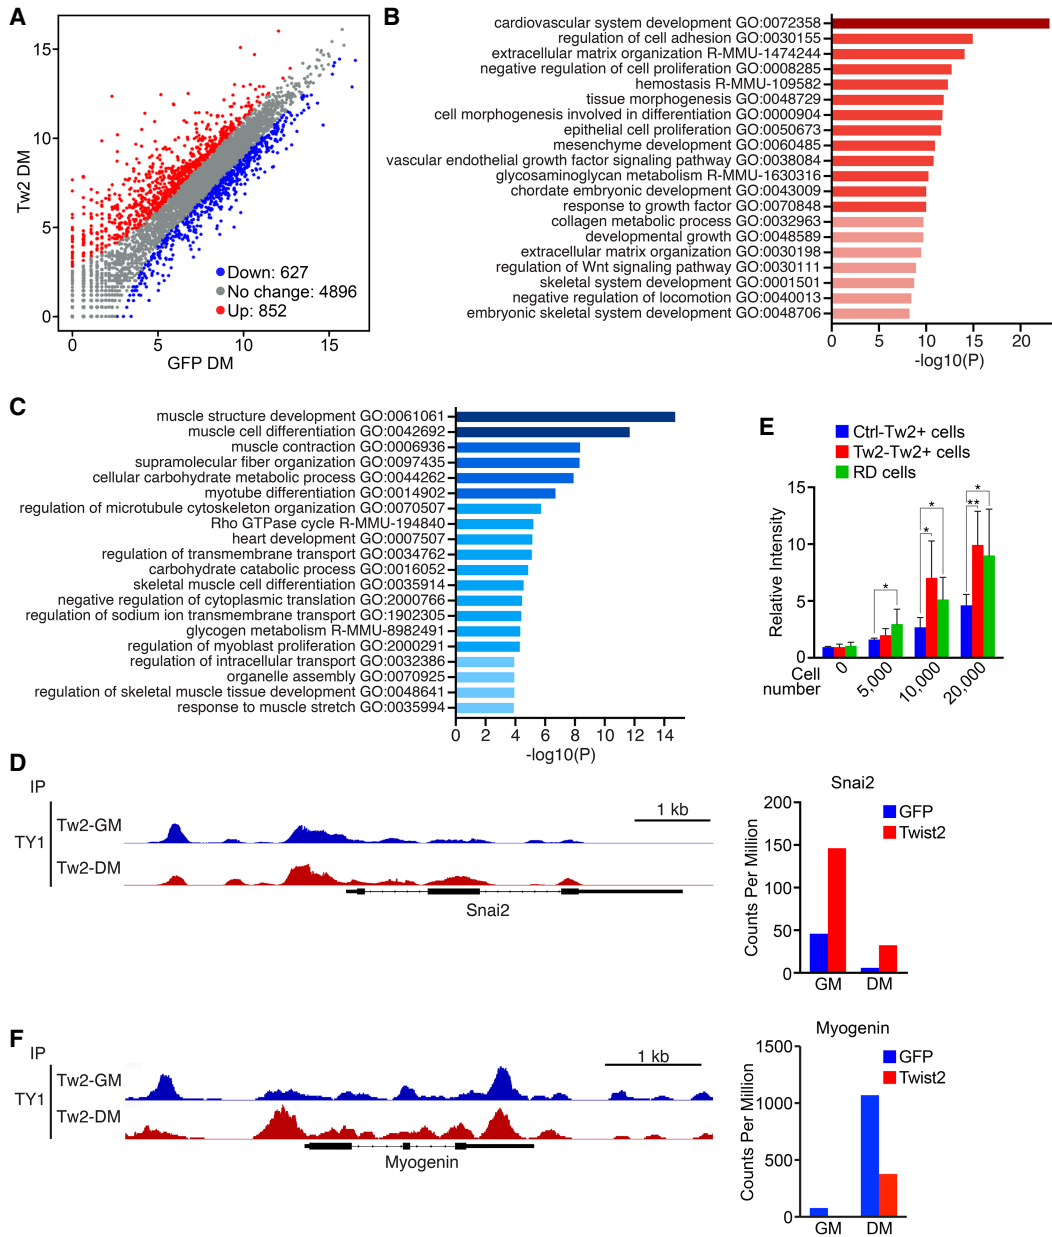 A
Tw2 DM
15
10
5
0
Down: 627
No change: 4896
Up: 852
0 5 10 15
GFP DM
B
cardiovascular system development GO:0072358
regulation of cell adhesion GO:0030155
extracellular matrix organization R-MMU-1474244
negative regulation of cell proliferation GO:0008285
hemostasis R-MMU-109582
tissue morphogenesis GO:0048729
cell morphogenesis involved in differentiation GO:0000904
epithelial cell proliferation GO:0050673
mesenchyme development GO:0060485
vascular endothelial growth factor signaling pathway GO:0038084
glycosaminoglycan metabolism R-MMU-1630316
chordate embryonic development GO:0043009
response to growth factor GO:0070848
collagen metabolic process GO:0032963
developmental growth GO:0048589
extracellular matrix organization GO:0030198
regulation of Wnt signaling pathway GO:0030111
skeletal system development GO:0001501
negative regulation of locomotion GO:0040013
embryonic skeletal system development GO:0048706
0 5 10 15 20
-log10(P)
C
muscle structure development GO:0061061
muscle cell differentiation GO:0042692
muscle contraction GO:0006936
supramolecular fiber organization GO:0097435
cellular carbohydrate metabolic process GO:0044262
myotube differentiation GO:0014902
regulation of microtubule cytoskeleton organization GO:0070507
Rho GTPase cycle R-MMU-194840
heart development GO:0007507
regulation of transmembrane transport GO:0034762
carbohydrate catabolic process GO:0016052
skeletal muscle cell differentiation GO:0035914
negative regulation of cytoplasmic translation GO:2000766
regulation of sodium ion transmembrane transport GO:1902305
glycogen metabolism R-MMU-8982491
regulation of myoblast proliferation GO:2000291
regulation of intracellular transport GO:0032386
organelle assembly GO:0070925
regulation of skeletal muscle tissue development GO:0048641
response to muscle stretch GO:0035994
0 2 4 6 8 10 12 14
-log10(P)
E
Ctrl-Tw2+ cells
Tw2-Tw2+ cells
RD cells
Relative Intensity
15
10
5
0
*
*
*
**
*
Cell
number
0 5,000 10,000 20,000
D
IP
TY1
Tw2-GM
Tw2-DM
1 kb
Snai2
Snai2
Counts Per Million
200
150
100
50
0
GFP
Twist2
GM DM
F
IP
TY1
Tw2-GM
Tw2-DM
1 kb
Myogenin
Myogenin
Counts Per Million
1500
1000
500
0
GFP
Twist2
GM DM